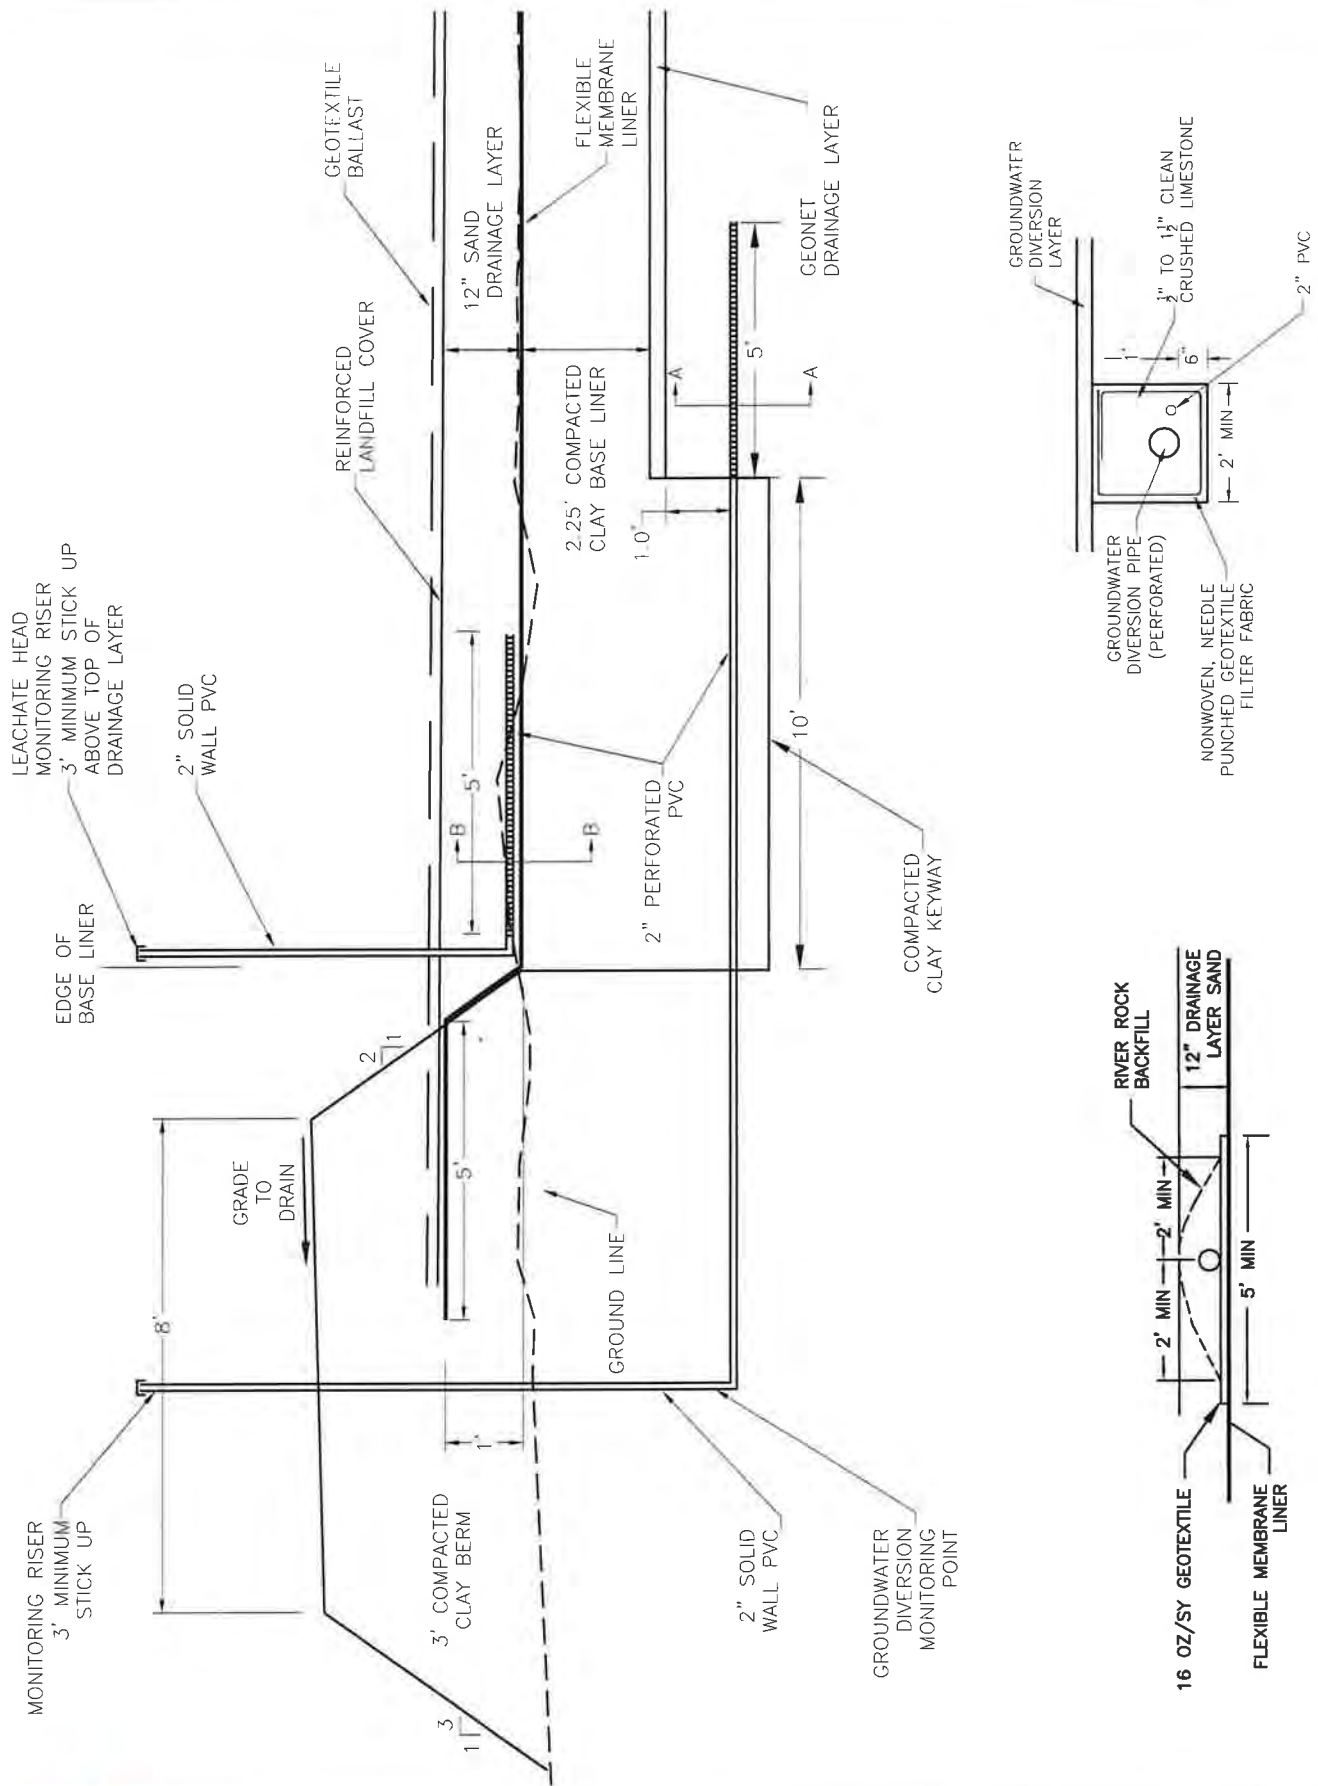 MONITORING RISER
3' MINIMUM
STICK UP
8'
GRADE
TO
DRAIN
2
1
EDGE OF
BASE LINER
LEACHATE HEAD
MONITORING RISER
3' MINIMUM STICK UP
ABOVE TOP OF
DRAINAGE LAYER
2" SOLID
WALL PVC
REINFORCED
LANDFILL COVER
GEOTEXTILE
BALLAST
3
1
3' COMPACTED
CLAY BERM
1'
5'
B
B
5'
12" SAND
DRAINAGE LAYER
FLEXIBLE
MEMBRANE
LINER
GROUND LINE
2" PERFORATED
PVC
2.25' COMPACTED
CLAY BASE LINER
1.0'
A
A
5'
GEONET
DRAINAGE LAYER
2" SOLID
WALL PVC
GROUNDWATER
DIVERSION
MONITORING
POINT
10'
COMPACTED
CLAY KEYWAY
16 OZ/SY GEOTEXTILE
2' MIN
2' MIN
RIVER ROCK
BACKFILL
12" DRAINAGE
LAYER SAND
5' MIN
FLEXIBLE MEMBRANE
LINER
GROUNDWATER
DIVERSION
LAYER
GROUNDWATER
DIVERSION PIPE
(PERFORATED)
1'
6"
1/2" TO 1 1/2" CLEAN
CRUSHED LIMESTONE
2' MIN
NONWOVEN, NEEDLE
PUNCHED GEOTEXTILE
FILTER FABRIC
2" PVC